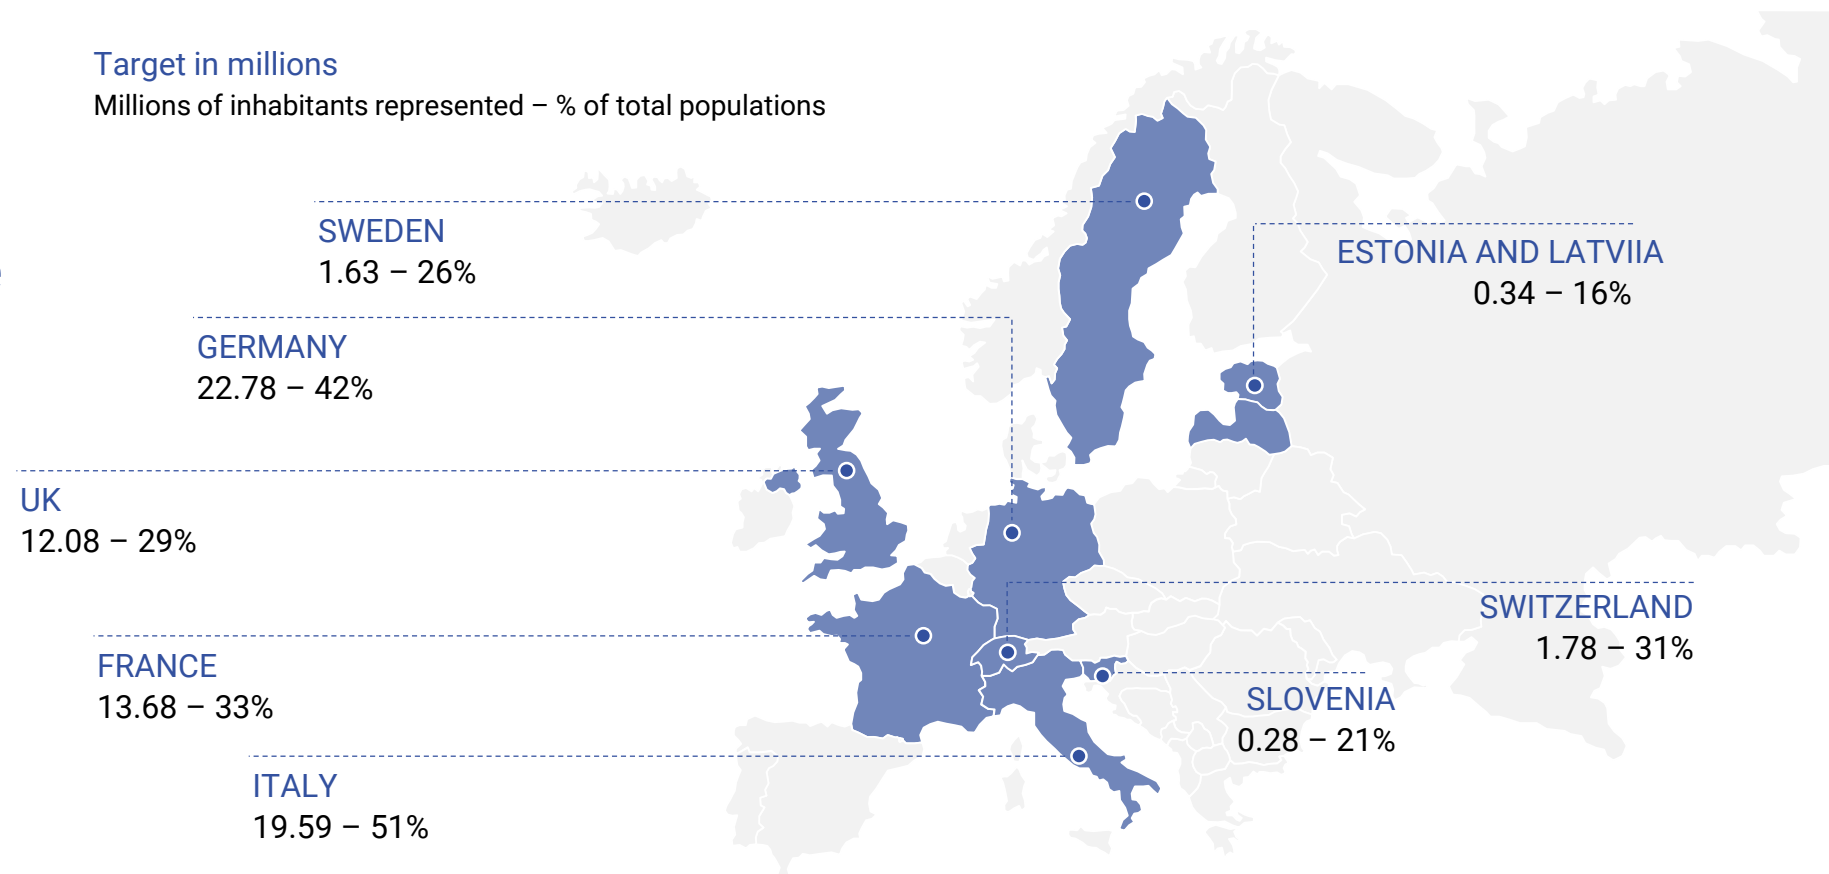 Target in millions
Millions of inhabitants represented – % of total populations
SWEDEN
1.63 – 26%
ESTONIA AND LATVIIA
0.34 – 16%
GERMANY
22.78 – 42%
UK
12.08 – 29%
SWITZERLAND
1.78 – 31%
FRANCE
13.68 – 33%
SLOVENIA
0.28 – 21%
ITALY
19.59 – 51%